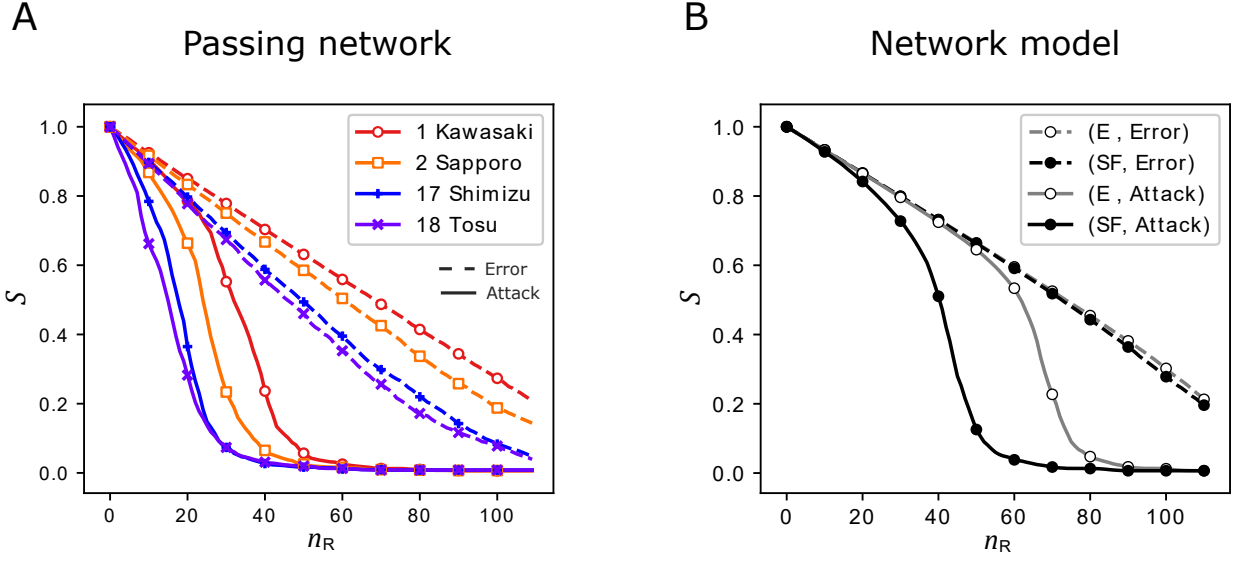 A
Passing network
1.0
0.8
0.6
0.4
0.2
0.0
S
0
20
40
60
80
100
nR
1 Kawasaki
2 Sapporo
17 Shimizu
18 Tosu
Error
Attack
B
Network model
1.0
0.8
0.6
0.4
0.2
0.0
S
0
20
40
60
80
100
nR
(E , Error)
(SF, Error)
(E , Attack)
(SF, Attack)